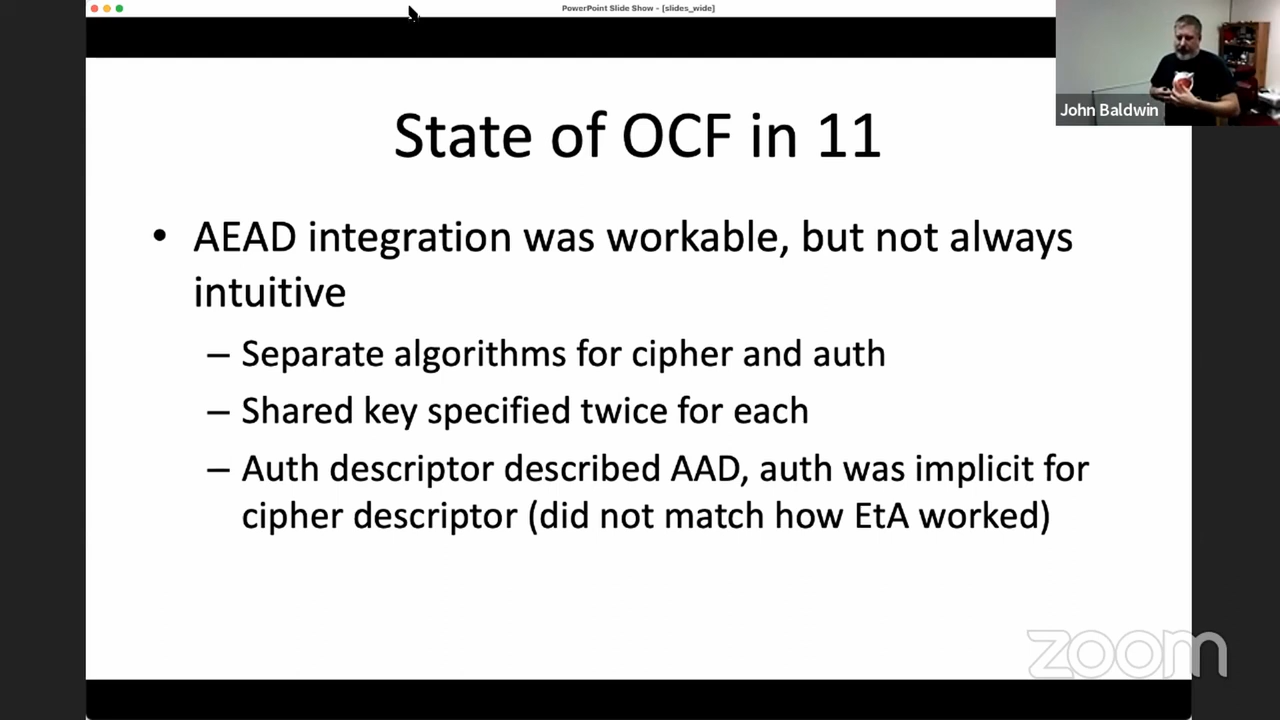 PowerPoint Slide Show - [slides_wide]
John Baldwin
State of OCF in 11
• AEAD integration was workable, but not always
intuitive
– Separate algorithms for cipher and auth
– Shared key specified twice for each
– Auth descriptor described AAD, auth was implicit for
cipher descriptor (did not match how EtA worked)
zoom